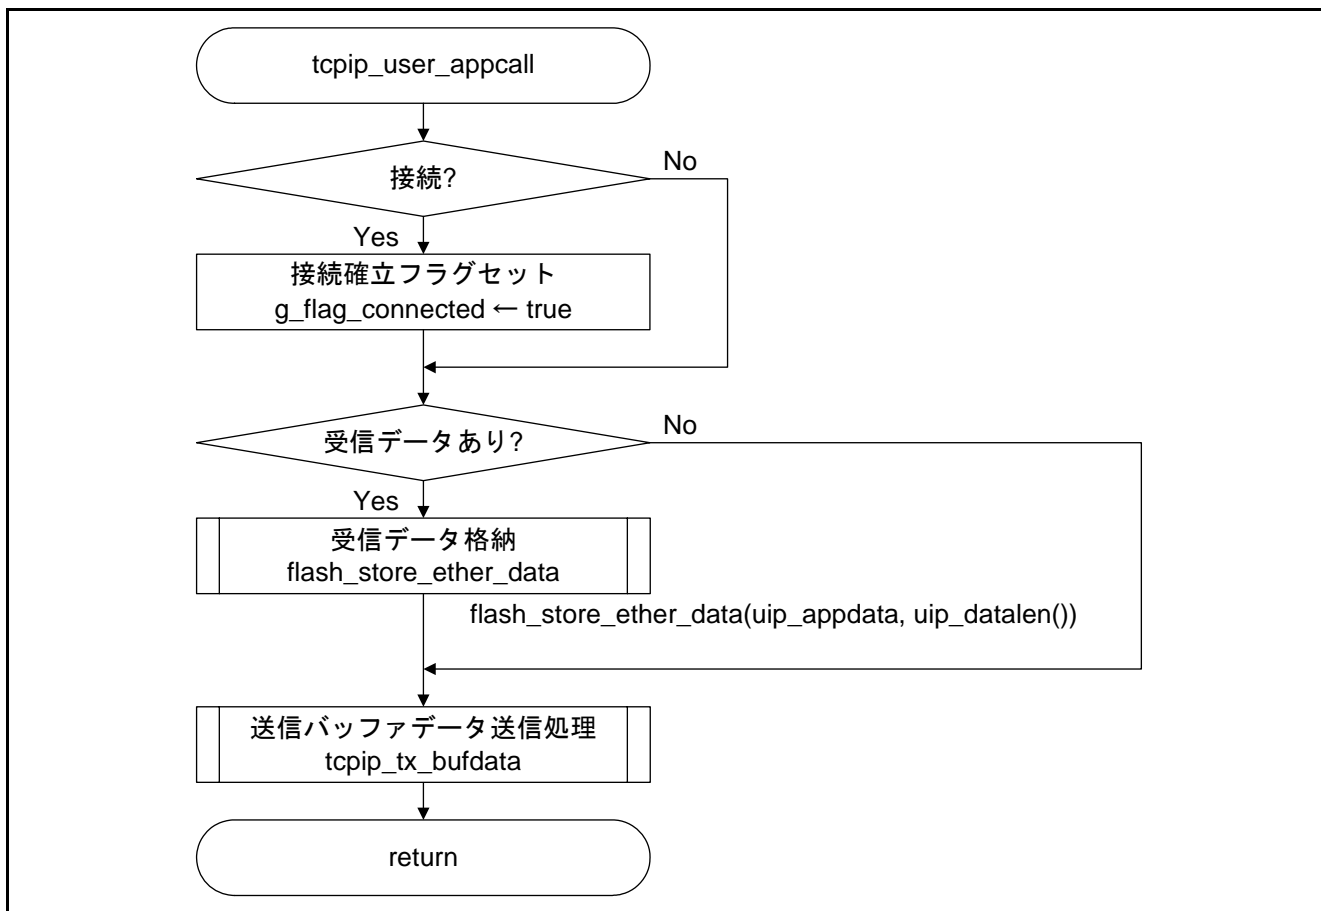 tcpip_user_appcall
接続?
No
Yes
接続確立フラグセット
g_flag_connected ← true
受信データあり?
No
Yes
受信データ格納
flash_store_ether_data
flash_store_ether_data(uip_appdata, uip_datalen())
送信バッファデータ送信処理
tcpip_tx_bufdata
return